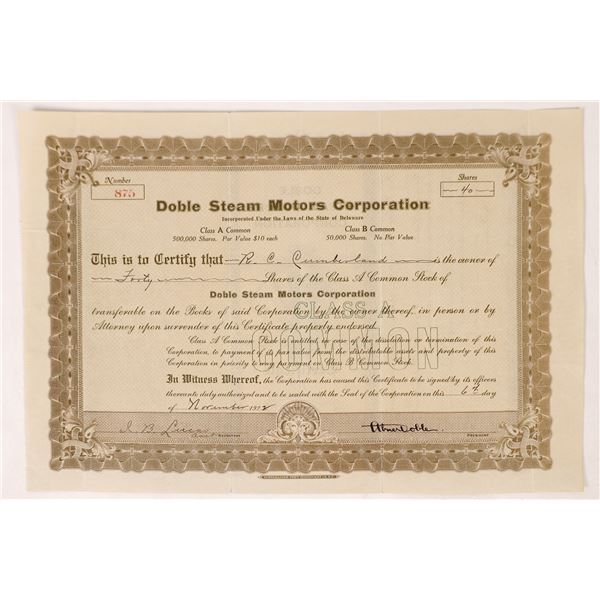 Number
875
Shares
40
Doble Steam Motors Corporation
Incorporated Under the Laws of the State of Delaware
Class A Common
500,000 Shares. Par Value $10 each
Class B Common
50,000 Shares. No Par Value
This is to Certify that R. C. Cumberland is the owner of
Forty Shares of the Class A Common Stock of
Doble Steam Motors Corporation
transferable on the Books of said Corporation by the owner thereof, in person or by
Attorney upon surrender of this Certificate properly endorsed.
CLASS A
COMMON
Class A Common Stock is entitled, in case of the dissolution or termination of this
Corporation, to payment of its par value from the distributable assets and property of this
Corporation in priority to any payment on Class B Common Stock.
In Witness Whereof, the Corporation has caused this Certificate to be signed by its officers
thereunto duly authorized and to be sealed with the Seal of the Corporation on this 6th day
of November 1922
Asst SECRETARY
Abner Doble
PRESIDENT